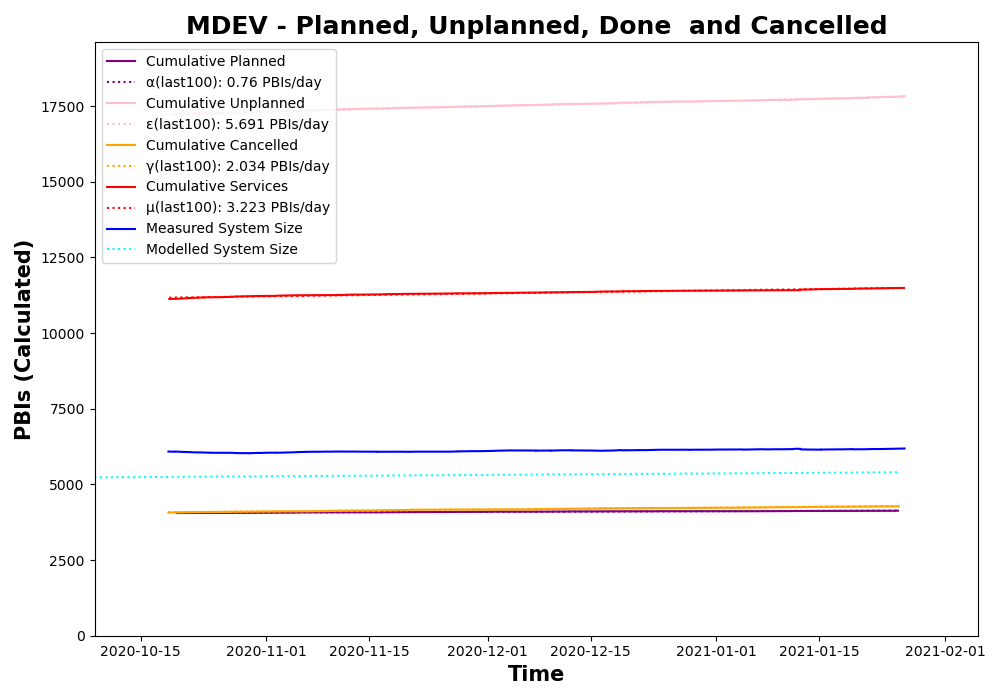 MDEV - Planned, Unplanned, Done  and Cancelled
Cumulative Planned
α(last100): 0.76 PBIs/day
Cumulative Unplanned
ε(last100): 5.691 PBIs/day
Cumulative Cancelled
γ(last100): 2.034 PBIs/day
Cumulative Services
μ(last100): 3.223 PBIs/day
Measured System Size
Modelled System Size
PBIs (Calculated)
17500
15000
12500
10000
7500
5000
2500
0
2020-10-15 2020-11-01 2020-11-15 2020-12-01 2020-12-15 2021-01-01 2021-01-15 2021-02-01
Time